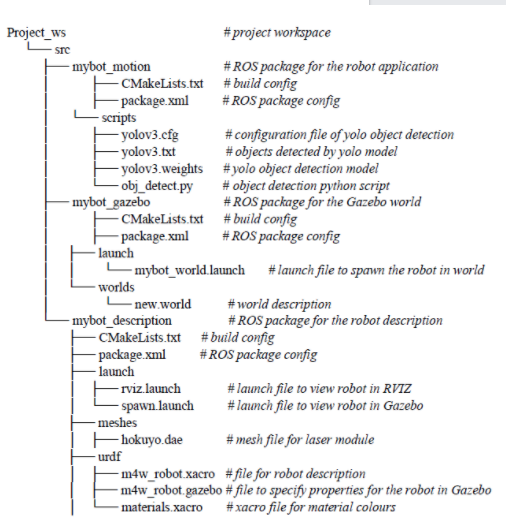 Project_ws # project workspace
src
mybot_motion # ROS package for the robot application
CMakeLists.txt # build config
package.xml # ROS package config
scripts
yolov3.cfg # configuration file of yolo object detection
yolov3.txt # objects detected by yolo model
yolov3.weights # yolo object detection model
obj_detect.py # object detection python script
mybot_gazebo # ROS package for the Gazebo world
CMakeLists.txt # build config
package.xml # ROS package config
launch
mybot_world.launch # launch file to spawn the robot in world
worlds
new.world # world description
mybot_description # ROS package for the robot description
CMakeLists.txt # build config
package.xml # ROS package config
launch
rviz.launch # launch file to view robot in RVIZ
spawn.launch # launch file to view robot in Gazebo
meshes
hokuyo.dae # mesh file for laser module
urdf
m4w_robot.xacro # file for robot description
m4w_robot.gazebo # file to specify properties for the robot in Gazebo
materials.xacro # xacro file for material colours